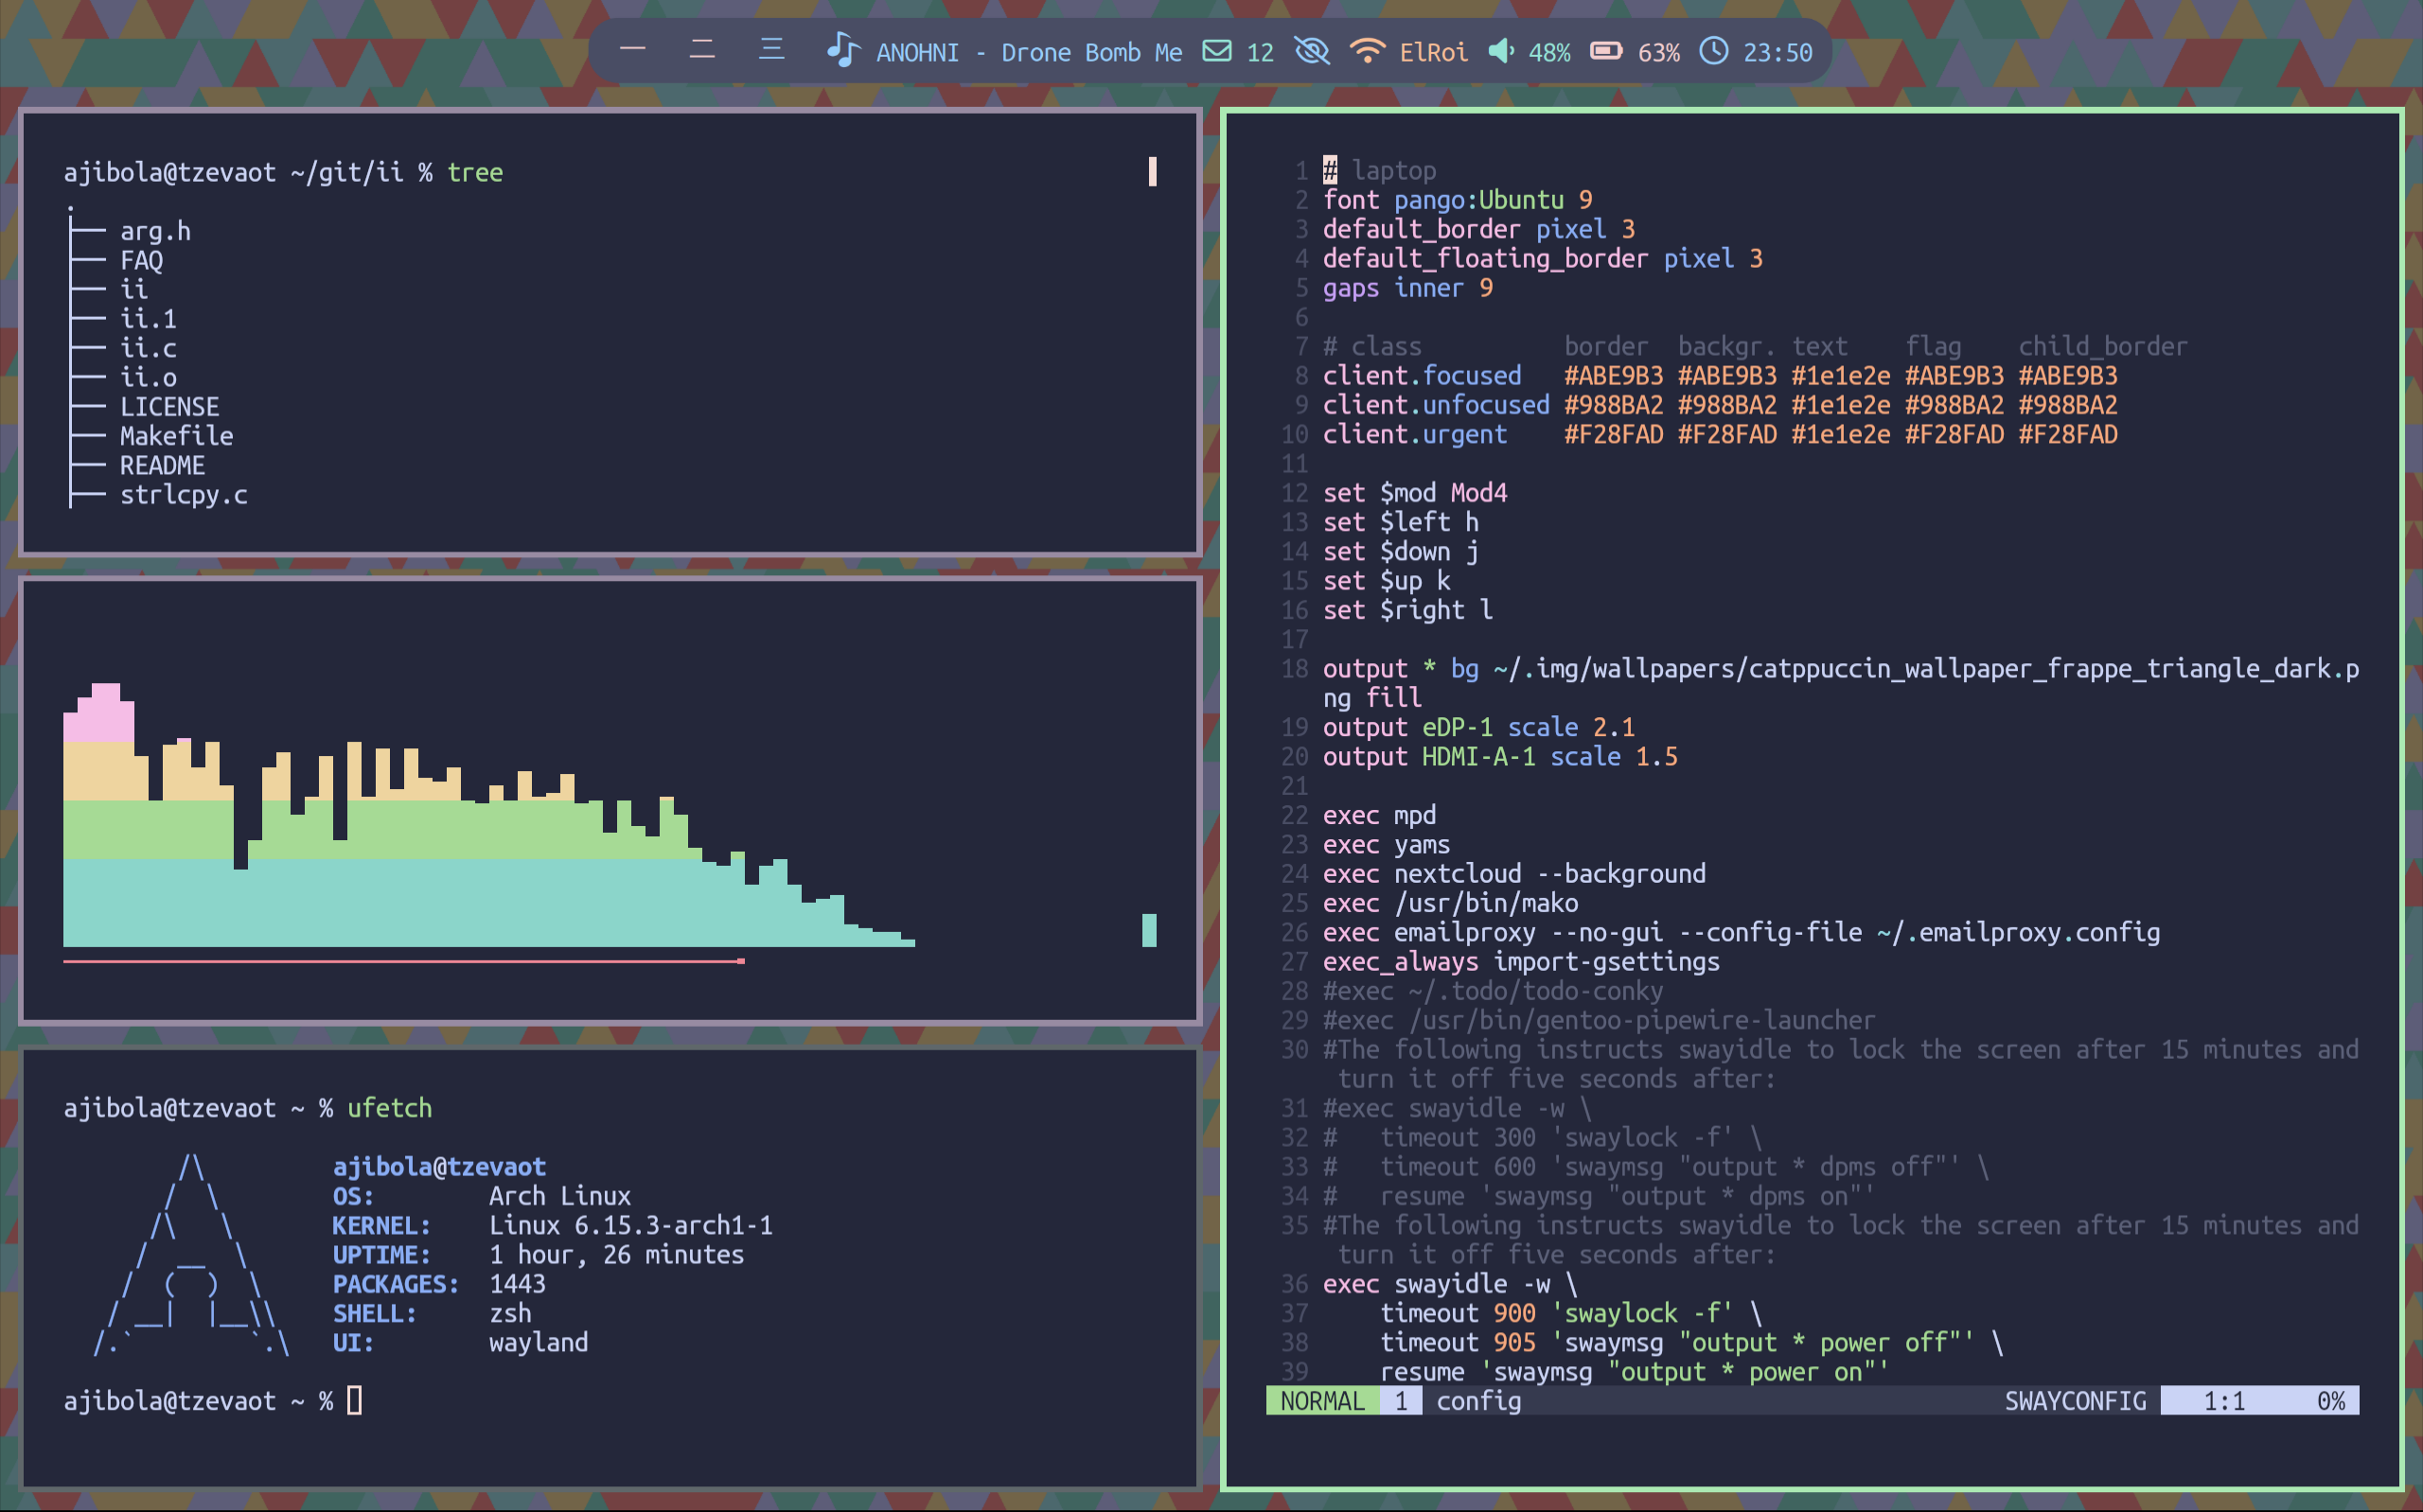 一 二 三 ANOHNI - Drone Bomb Me 12 ElRoi 48% 63% 23:50
ajibola@tzevaot ~/git/ii % tree
.
├── arg.h
├── FAQ
├── ii
├── ii.1
├── ii.c
├── ii.o
├── LICENSE
├── Makefile
├── README
├── strlcpy.c
ajibola@tzevaot ~ % ufetch
ajibola@tzevaot
OS: Arch Linux
KERNEL: Linux 6.15.3-arch1-1
UPTIME: 1 hour, 26 minutes
PACKAGES: 1443
SHELL: zsh
UI: wayland
ajibola@tzevaot ~ %
1 # laptop
2 font pango:Ubuntu 9
3 default_border pixel 3
4 default_floating_border pixel 3
5 gaps inner 9
6
7 # class border backgr. text flag child_border
8 client.focused #ABE9B3 #ABE9B3 #1e1e2e #ABE9B3 #ABE9B3
9 client.unfocused #988BA2 #988BA2 #1e1e2e #988BA2 #988BA2
10 client.urgent #F28FAD #F28FAD #1e1e2e #F28FAD #F28FAD
11
12 set $mod Mod4
13 set $left h
14 set $down j
15 set $up k
16 set $right l
17
18 output * bg ~/.img/wallpapers/catppuccin_wallpaper_frappe_triangle_dark.p
ng fill
19 output eDP-1 scale 2.1
20 output HDMI-A-1 scale 1.5
21
22 exec mpd
23 exec yams
24 exec nextcloud --background
25 exec /usr/bin/mako
26 exec emailproxy --no-gui --config-file ~/.emailproxy.config
27 exec_always import-gsettings
28 #exec ~/.todo/todo-conky
29 #exec /usr/bin/gentoo-pipewire-launcher
30 #The following instructs swayidle to lock the screen after 15 minutes and
turn it off five seconds after:
31 #exec swayidle -w \
32 #   timeout 300 'swaylock -f' \
33 #   timeout 600 'swaymsg "output * dpms off"' \
34 #   resume 'swaymsg "output * dpms on"'
35 #The following instructs swayidle to lock the screen after 15 minutes and
turn it off five seconds after:
36 exec swayidle -w \
37     timeout 900 'swaylock -f' \
38     timeout 905 'swaymsg "output * power off"' \
39     resume 'swaymsg "output * power on"'
NORMAL 1 config SWAYCONFIG 1:1 0%